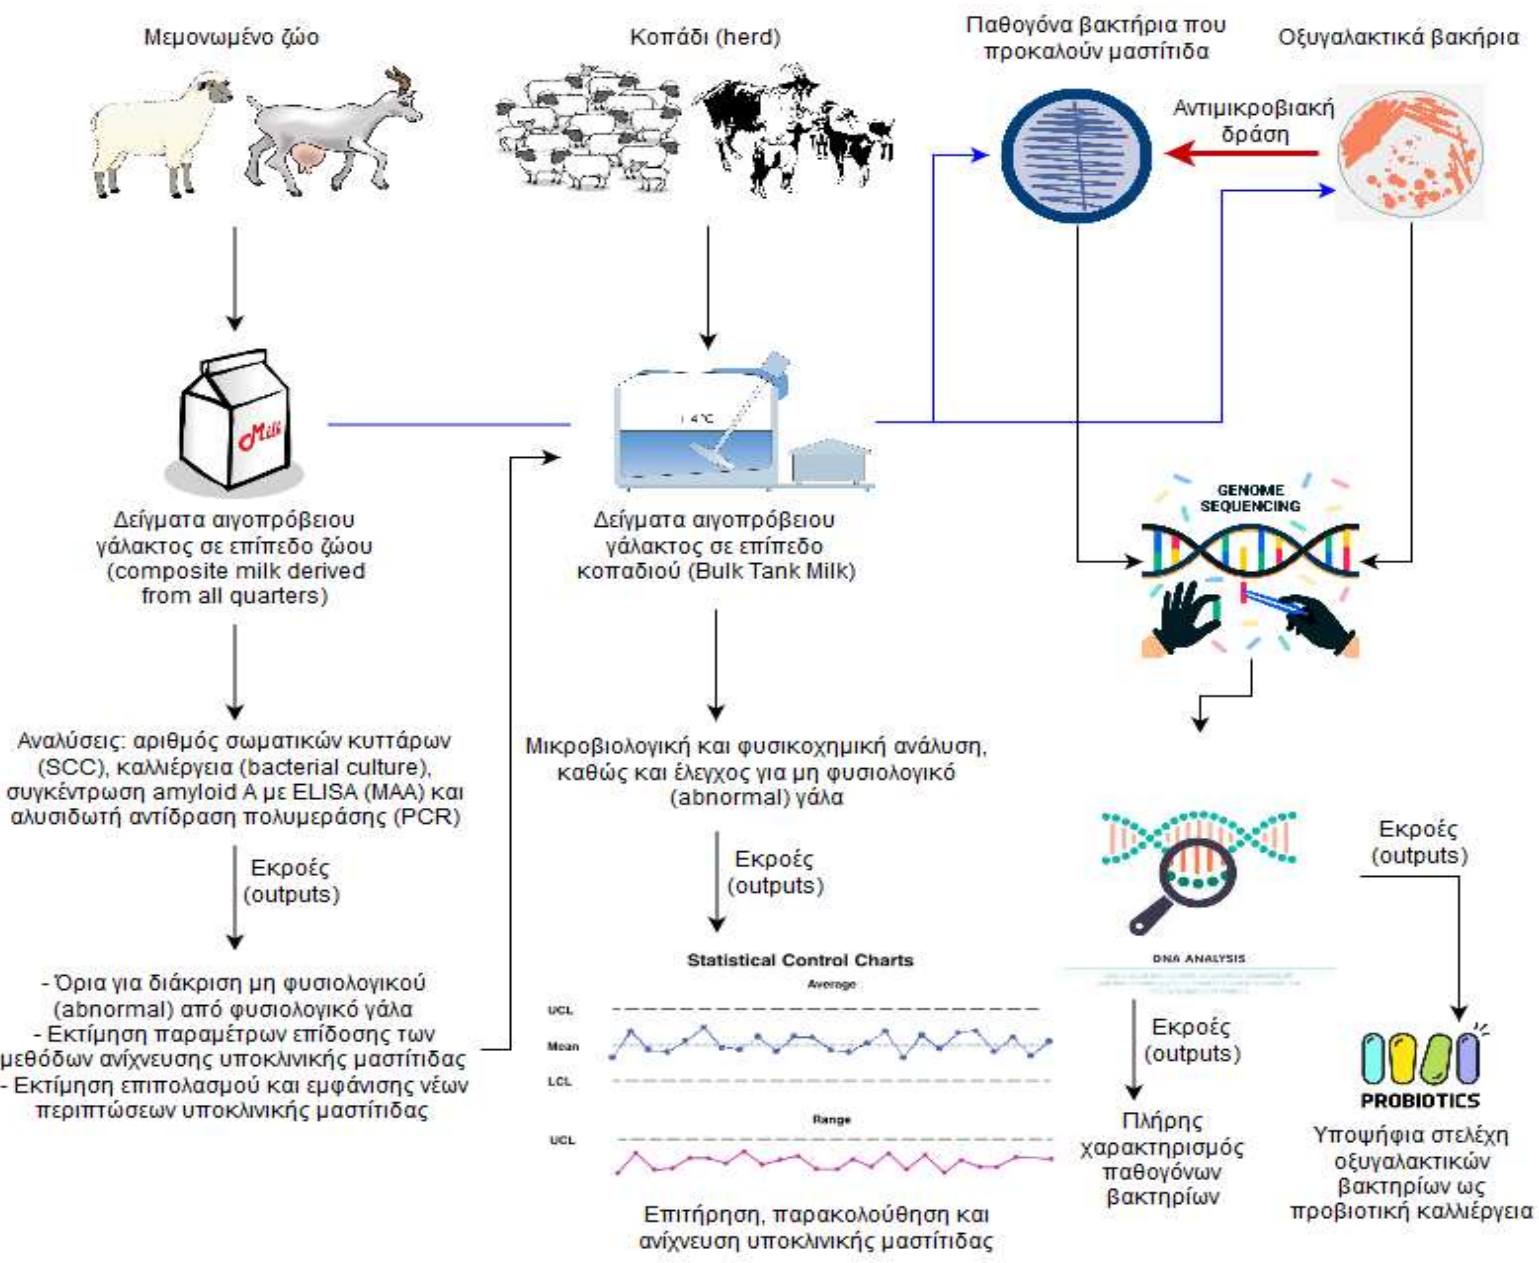 Μεμονωμένο ζώο
Κοπάδι (herd)
Παθογόνα βακτήρια που
προκαλούν μαστίτιδα
Οξυγαλακτικά βακήρια
Αντιμικροβιακή
δράση
Milk
+ 4 °C
GENOME
SEQUENCING
Δείγματα αιγοπρόβειου
γάλακτος σε επίπεδο ζώου
(composite milk derived
from all quarters)
Δείγματα αιγοπρόβειου
γάλακτος σε επίπεδο
κοπαδιού (Bulk Tank Milk)
Αναλύσεις: αριθμός σωματικών κυττάρων
(SCC), καλλιέργεια (bacterial culture),
συγκέντρωση amyloid A με ELISA (MAA) και
αλυσιδωτή αντίδραση πολυμεράσης (PCR)
Μικροβιολογική και φυσικοχημική ανάλυση,
καθώς και έλεγχος για μη φυσιολογικό
(abnormal) γάλα
Εκροές
(outputs)
Εκροές
(outputs)
Εκροές
(outputs)
- Όρια για διάκριση μη φυσιολογικού
(abnormal) από φυσιολογικό γάλα
- Εκτίμηση παραμέτρων επίδοσης των
μεθόδων ανίχνευσης υποκλινικής μαστίτιδας
- Εκτίμηση επιπολασμού και εμφάνισης νέων
περιπτώσεων υποκλινικής μαστίτιδας
Statistical Control Charts
Average
UCL
Mean
LCL
Range
UCL
Επιτήρηση, παρακολούθηση και
ανίχνευση υποκλινικής μαστίτιδας
DNA ANALYSIS
Εκροές
(outputs)
Πλήρης
χαρακτηρισμός
παθογόνων
βακτηρίων
PROBIOTICS
Υποψήφια στελέχη
οξυγαλακτικών
βακτηρίων ως
προβιοτική καλλιέργεια